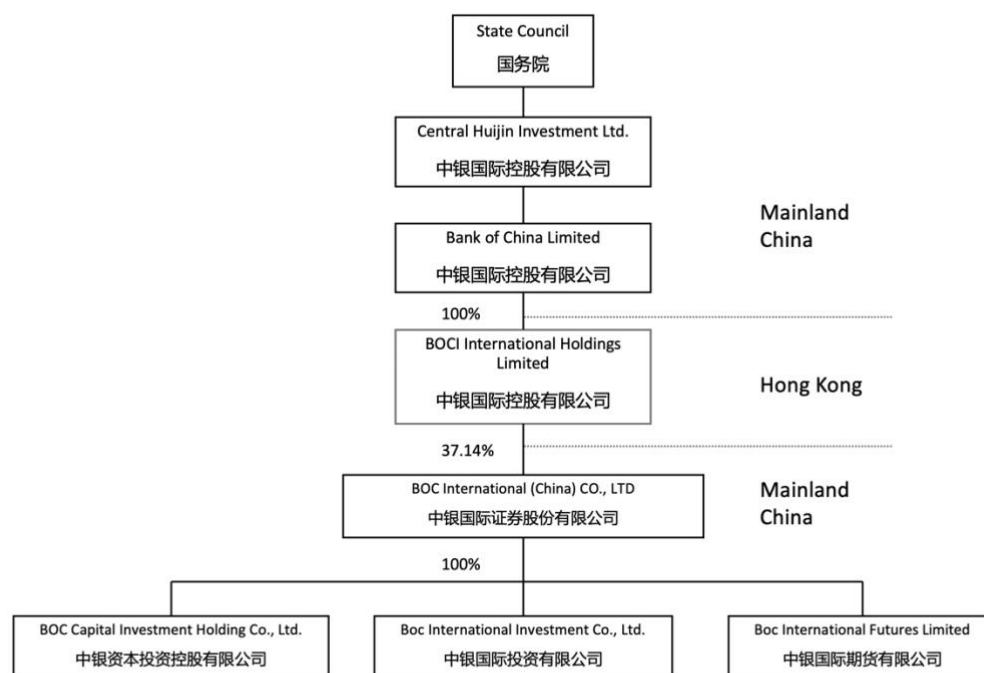 State Council
国务院
Central Huijin Investment Ltd.
中银国际控股有限公司
Mainland
China
Bank of China Limited
中银国际控股有限公司
100%
BOCI International Holdings
Limited
中银国际控股有限公司
Hong Kong
37.14%
BOC International (China) CO., LTD
中银国际证券股份有限公司
Mainland
China
100%
BOC Capital Investment Holding Co., Ltd.
中银资本投资控股有限公司
Boc International Investment Co., Ltd.
中银国际投资有限公司
Boc International Futures Limited
中银国际期货有限公司